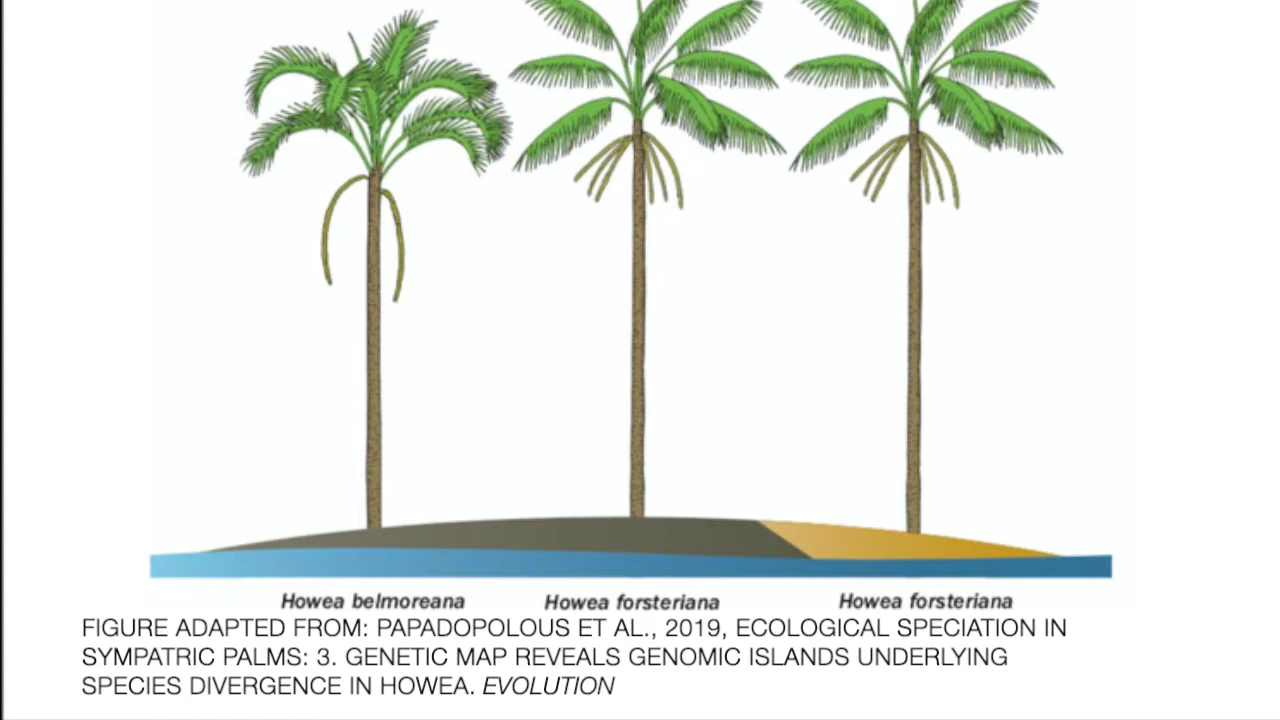 Howea belmoreana Howea forsteriana Howea forsteriana
FIGURE ADAPTED FROM: PAPADOPOLOUS ET AL., 2019, ECOLOGICAL SPECIATION IN
SYMPATRIC PALMS: 3. GENETIC MAP REVEALS GENOMIC ISLANDS UNDERLYING
SPECIES DIVERGENCE IN HOWEA. EVOLUTION